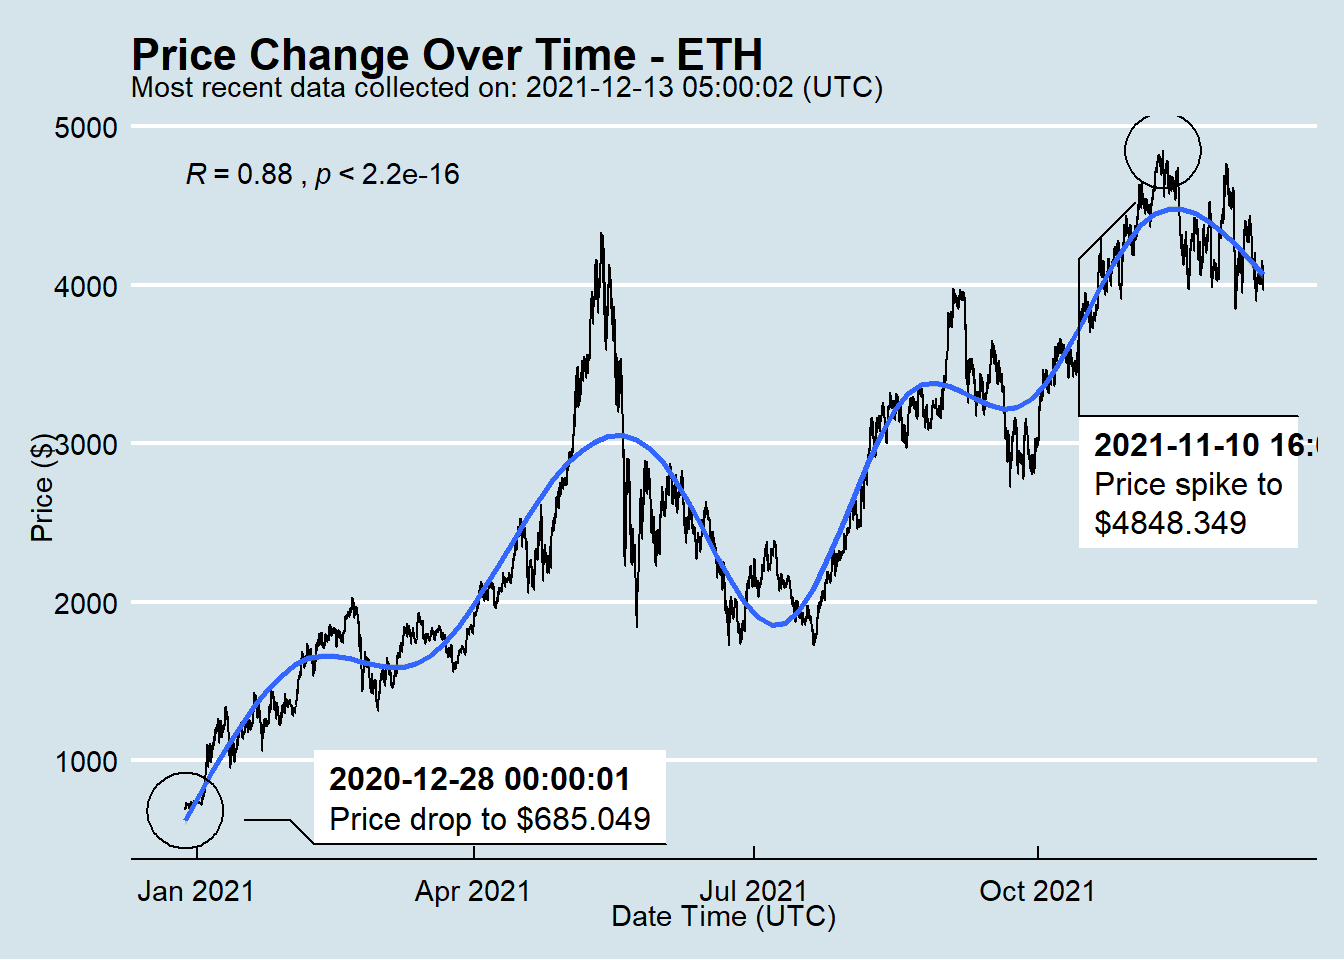 Price Change Over Time - ETH
Most recent data collected on: 2021-12-13 05:00:02 (UTC)
5000
R = 0.88 , p < 2.2e-16
4000
3000
2000
1000
Price ($)
2021-11-10 16:
Price spike to
$4848.349
2020-12-28 00:00:01
Price drop to $685.049
Jan 2021
Apr 2021
Jul 2021
Oct 2021
Date Time (UTC)